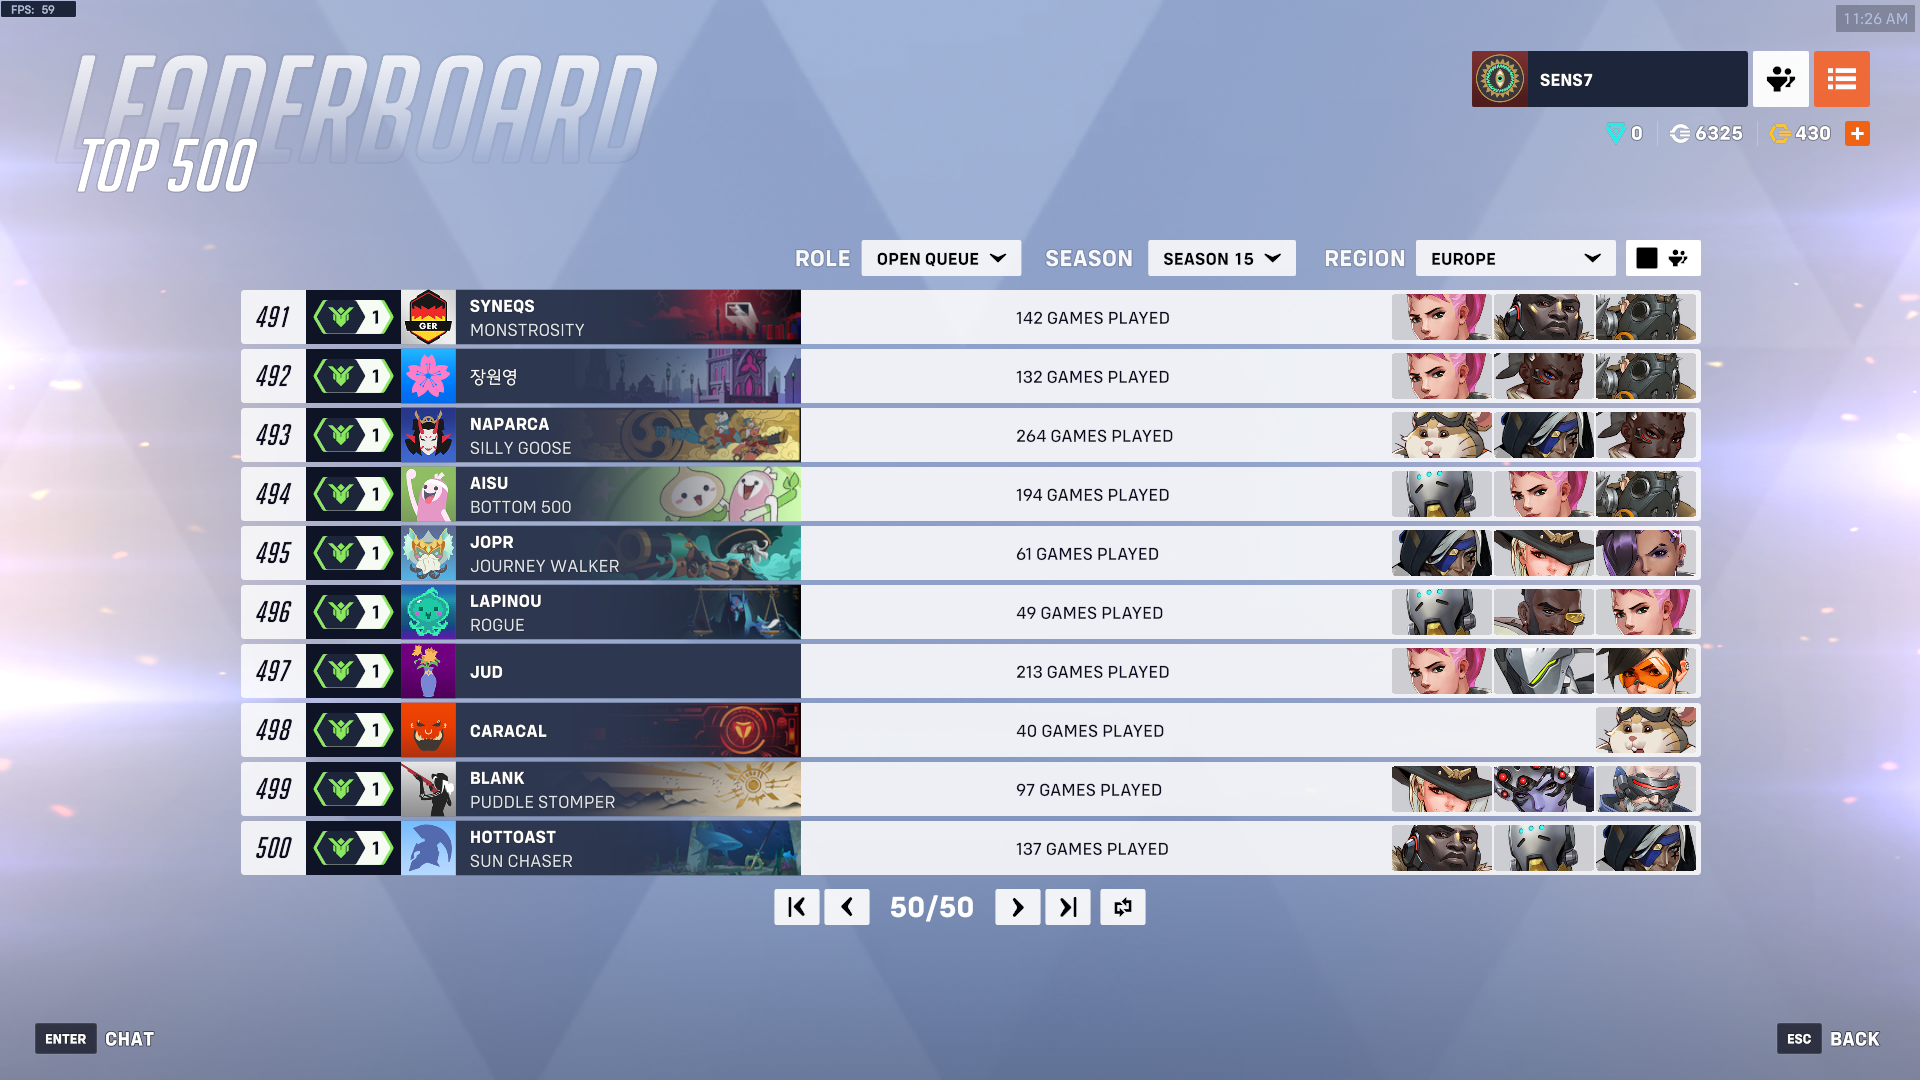 FPS: 59
11:26 AM
LEADERBOARD
TOP 500
SENS7
0 6325 430
ROLE OPEN QUEUE SEASON SEASON 15 REGION EUROPE
491 1 GER SYNEQS MONSTROSITY 142 GAMES PLAYED
492 1 장원영 132 GAMES PLAYED
493 1 NAPARCA SILLY GOOSE 264 GAMES PLAYED
494 1 AISU BOTTOM 500 194 GAMES PLAYED
495 1 JOPR JOURNEY WALKER 61 GAMES PLAYED
496 1 LAPINOU ROGUE 49 GAMES PLAYED
497 1 JUD 213 GAMES PLAYED
498 1 CARACAL 40 GAMES PLAYED
499 1 BLANK PUDDLE STOMPER 97 GAMES PLAYED
500 1 HOTTOAST SUN CHASER 137 GAMES PLAYED
50/50
ENTER CHAT
ESC BACK